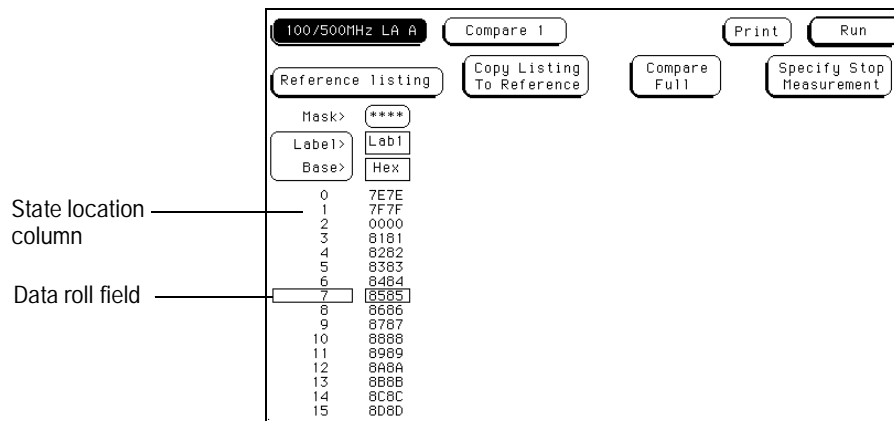 100/500MHz LA A Compare 1 Print Run
Reference listing Copy Listing To Reference Compare Full Specify Stop Measurement
Mask> ****
Label> Lab1
Base> Hex
0 7E7E
State location column
1 7F7F
2 0000
3 8181
4 8282
5 8383
6 8484
Data roll field
7 8585
8 8686
9 8787
10 8888
11 8989
12 8A8A
13 8B8B
14 8C8C
15 8D8D